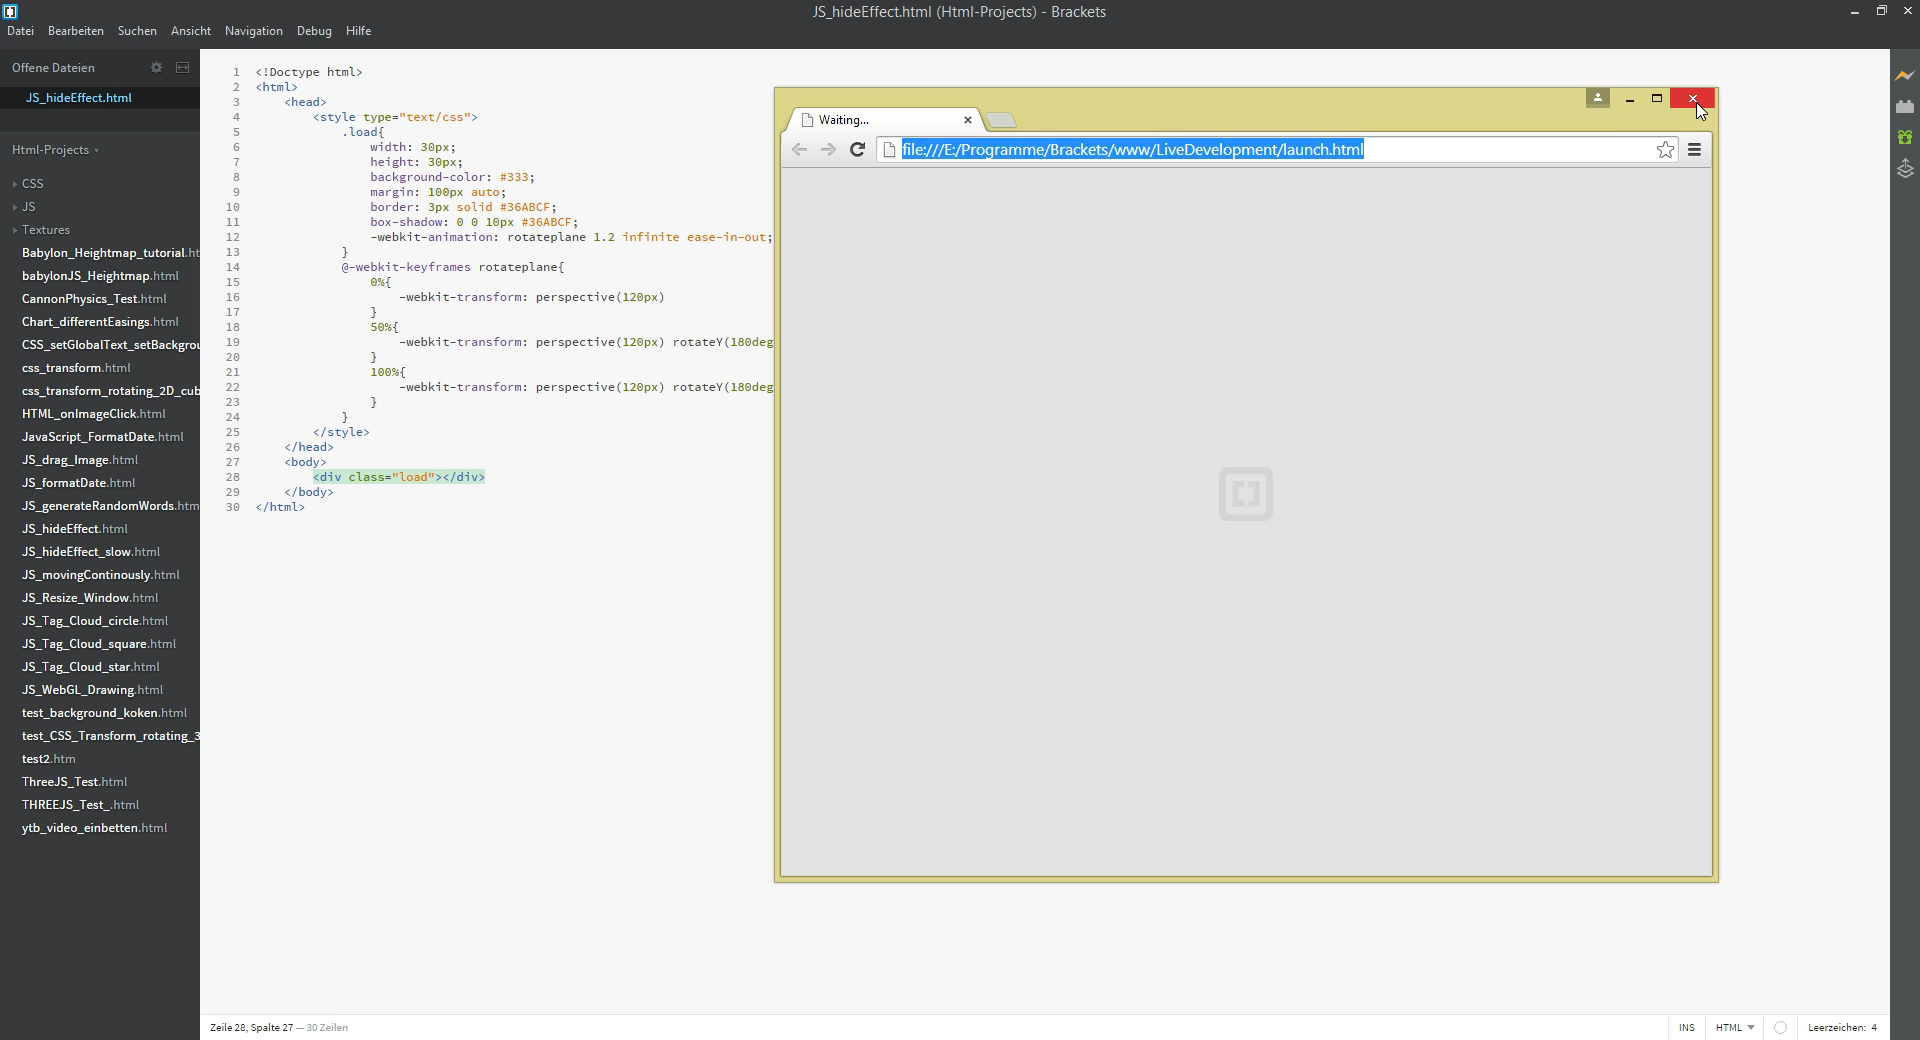 JS_hideEffect.html (Html-Projects) - Brackets
Datei Bearbeiten Suchen Ansicht Navigation Debug Hilfe
Offene Dateien
JS_hideEffect.html
Html-Projects
CSS
JS
Textures
Babylon_Heightmap_tutorial.ht
babylonJS_Heightmap.html
CannonPhysics_Test.html
Chart_differentEasings.html
CSS_setGlobalText_setBackgrou
css_transform.html
css_transform_rotating_2D_cub
HTML_onImageClick.html
JavaScript_FormatDate.html
JS_drag_Image.html
JS_formatDate.html
JS_generateRandomWords.htm
JS_hideEffect.html
JS_hideEffect_slow.html
JS_movingContinously.html
JS_Resize_Window.html
JS_Tag_Cloud_circle.html
JS_Tag_Cloud_square.html
JS_Tag_Cloud_star.html
JS_WebGL_Drawing.html
test_background_koken.html
test_CSS_Transform_rotating_3
test2.htm
ThreeJS_Test.html
THREEJS_Test_.html
ytb_video_einbetten.html
1 <!Doctype html>
2 <html>
3 <head>
4 <style type="text/css">
5 .load{
6 width: 30px;
7 height: 30px;
8 background-color: #333;
9 margin: 100px auto;
10 border: 3px solid #36ABCF;
11 box-shadow: 0 0 10px #36ABCF;
12 -webkit-animation: rotateplane 1.2 infinite ease-in-out;
13 }
14 @-webkit-keyframes rotateplane{
15 0%{
16 -webkit-transform: perspective(120px)
17 }
18 50%{
19 -webkit-transform: perspective(120px) rotateY(180deg
20 }
21 100%{
22 -webkit-transform: perspective(120px) rotateY(180deg
23 }
24 }
25 </style>
26 </head>
27 <body>
28 <div class="load"></div>
29 </body>
30 </html>
Waiting...
file:///E:/Programme/Brackets/www/LiveDevelopment/launch.html
Zeile 28, Spalte 27 — 30 Zeilen
INS HTML Leerzeichen: 4